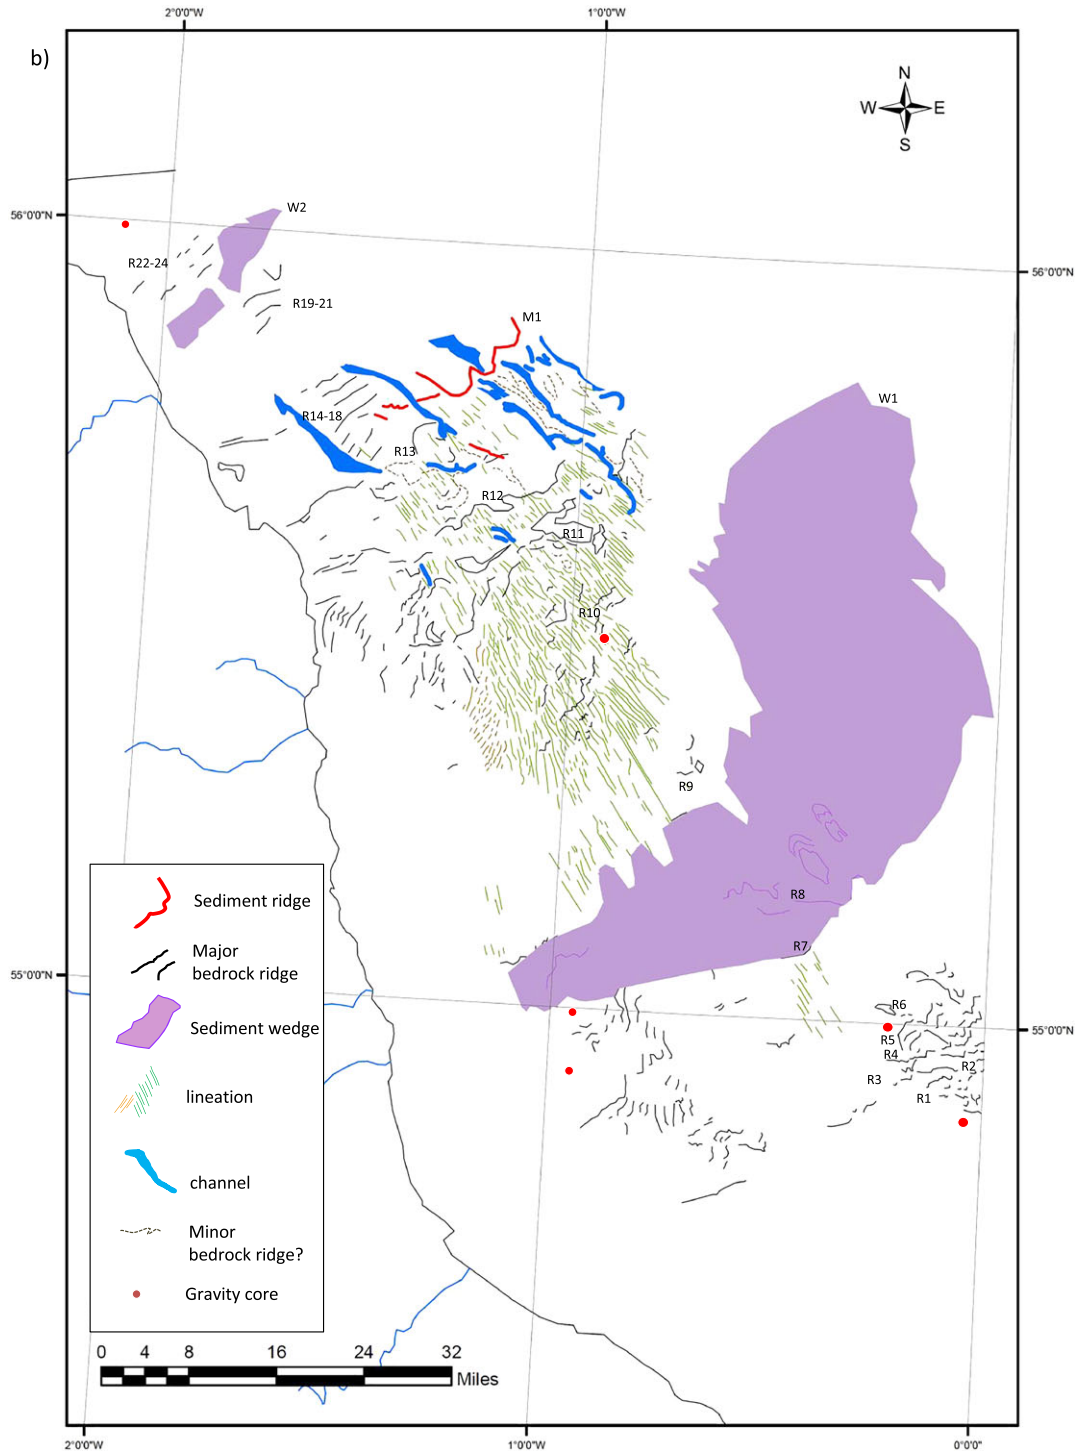 2°0'0"W 1°0'0"W
b)
N
W E
S
56°0'0"N
W2
R22-24
56°0'0"N
R19-21
M1
W1
R14-18
R13
R12
R11
R10
R9
R8
Sediment ridge
R7
Major
bedrock ridge
55°0'0"N
R6
Sediment wedge
55°0'0"N
R5
R4
R2
R3
lineation
R1
channel
Minor
bedrock ridge?
Gravity core
0 4 8 16 24 32
Miles
2°0'0"W 1°0'0"W 0°0'0"